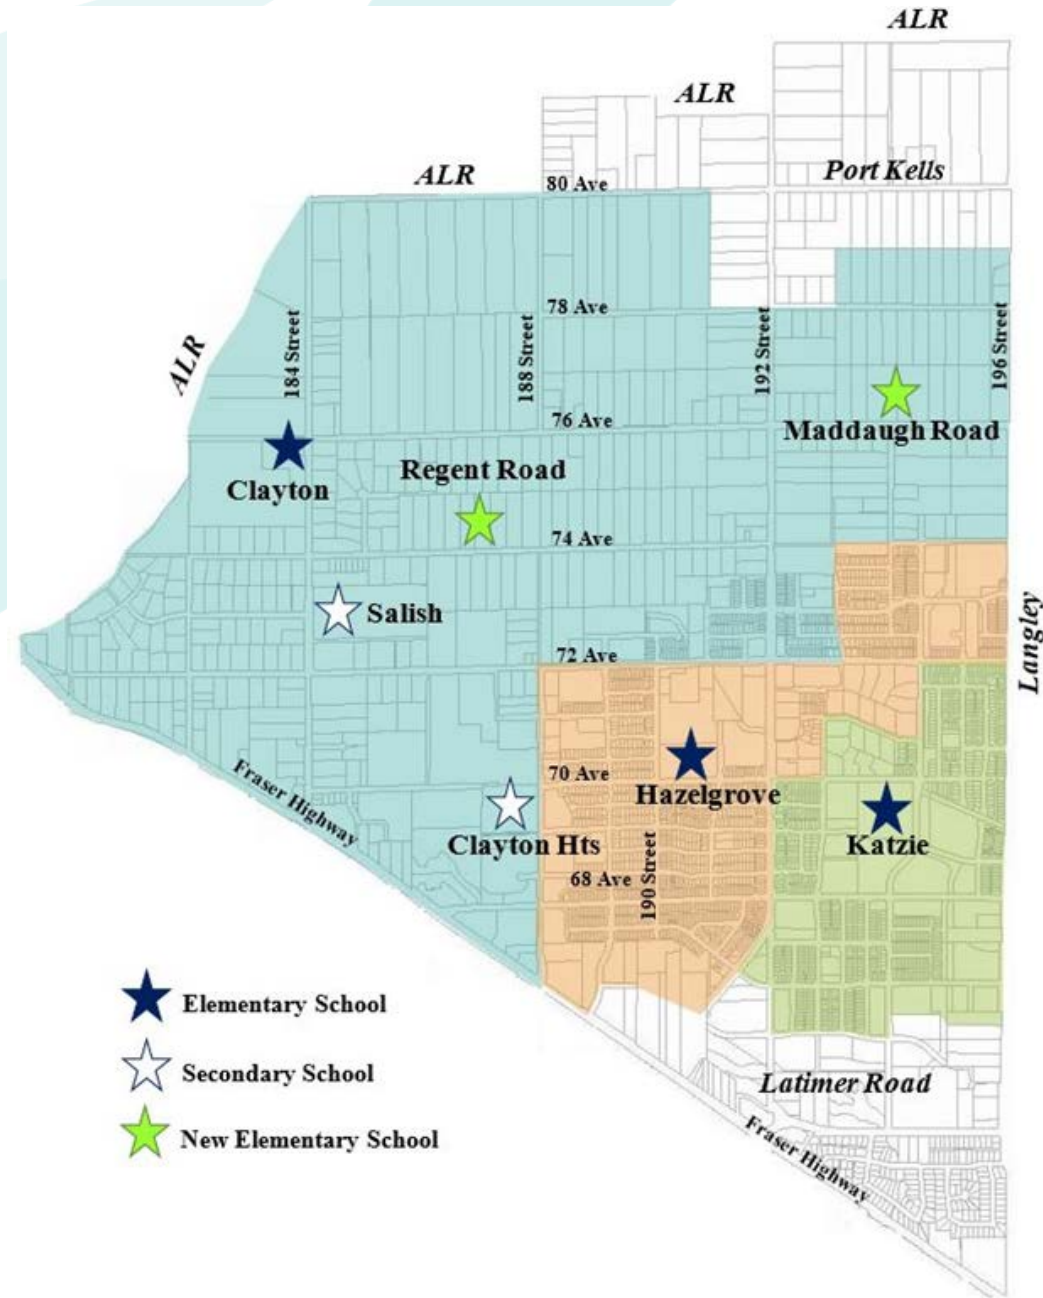 ALR
ALR
Port Kells
ALR
80 Ave
78 Ave
184 Street
188 Street
192 Street
196 Street
ALR
76 Ave
Maddaugh Road
Regent Road
Clayton
74 Ave
Salish
72 Ave
Langley
Fraser Highway
70 Ave
Hazelgrove
Clayton Hts
Katzie
68 Ave
190 Street
Elementary School
Secondary School
New Elementary School
Latimer Road
Fraser Highway